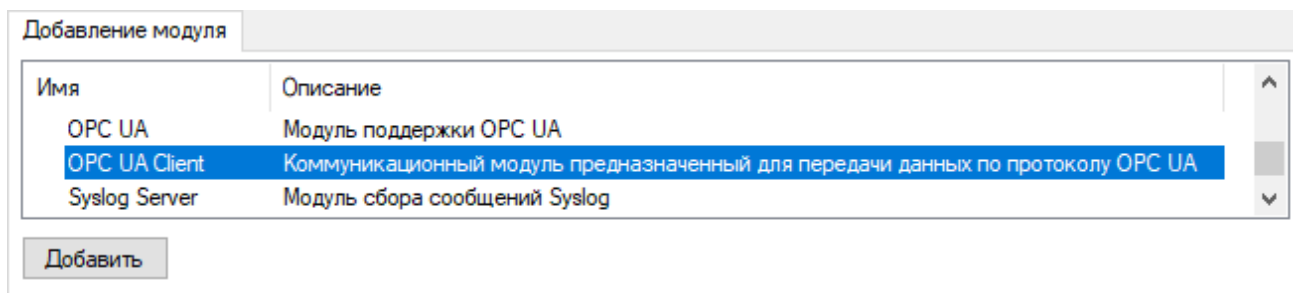 Добавление модуля
Имя Описание
OPC UA Модуль поддержки OPC UA
OPC UA Client Коммуникационный модуль предназначенный для передачи данных по протоколу OPC UA
Syslog Server Модуль сбора сообщений Syslog
Добавить